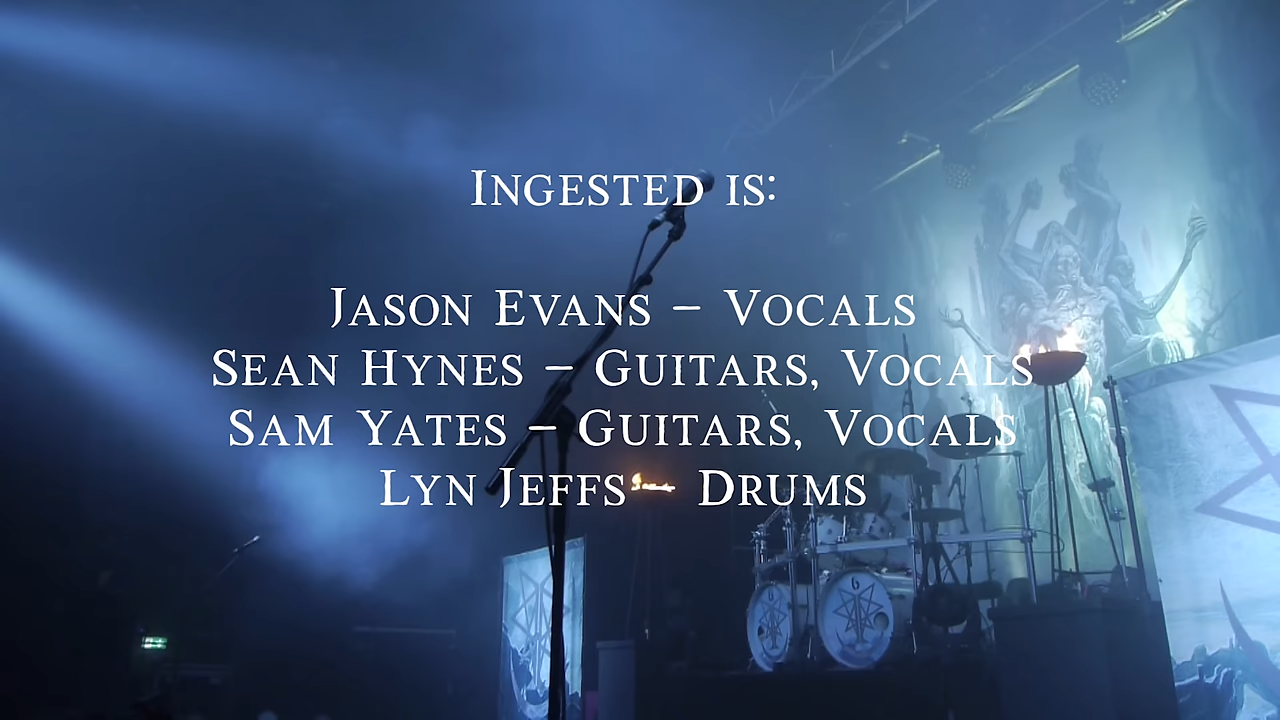 Ingested is:
Jason Evans – Vocals
Sean Hynes – Guitars, Vocals
Sam Yates – Guitars, Vocals
Lyn Jeffs – Drums